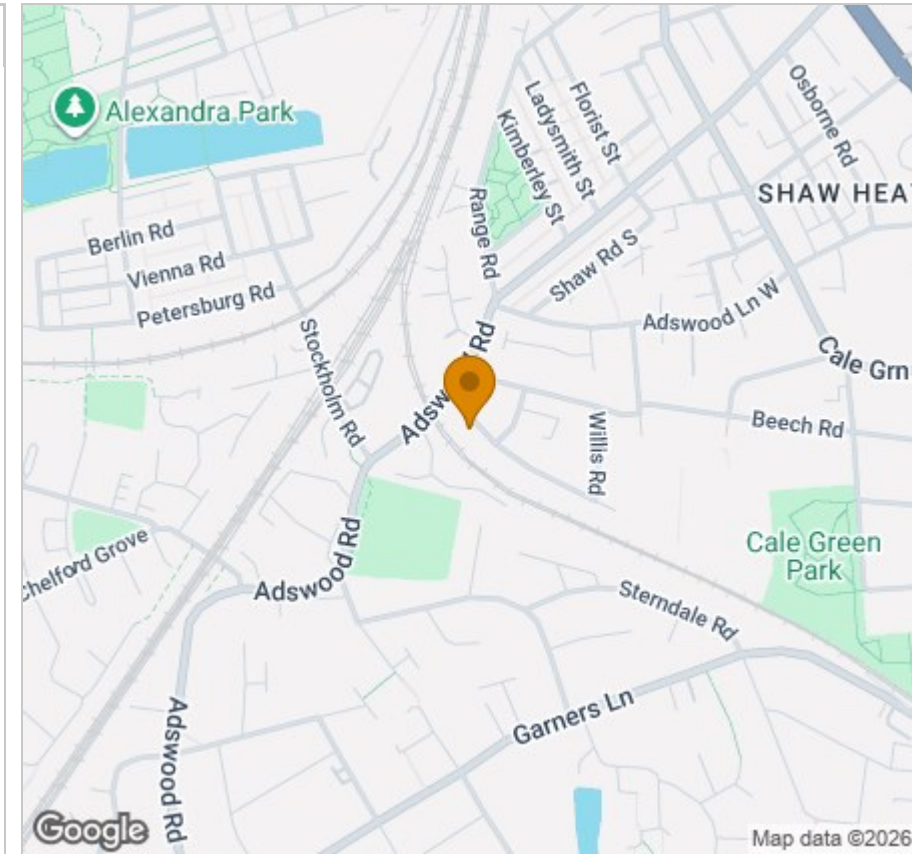 Alexandra Park
Berlin Rd
Vienna Rd
Petersburg Rd
Stockholm Rd
Range Rd
Kimberley St
Ladysmith St
Florist St
Osborne Rd
SHAW HEA
Shaw Rd S
Adswood Ln W
Cale Grn
Adsw
d Rd
Beech Rd
Willis Rd
Cale Green
Park
Chelford Grove
Adswood Rd
Adswood Rd
Sterndale Rd
Garners Ln
Google
Map data ©2026